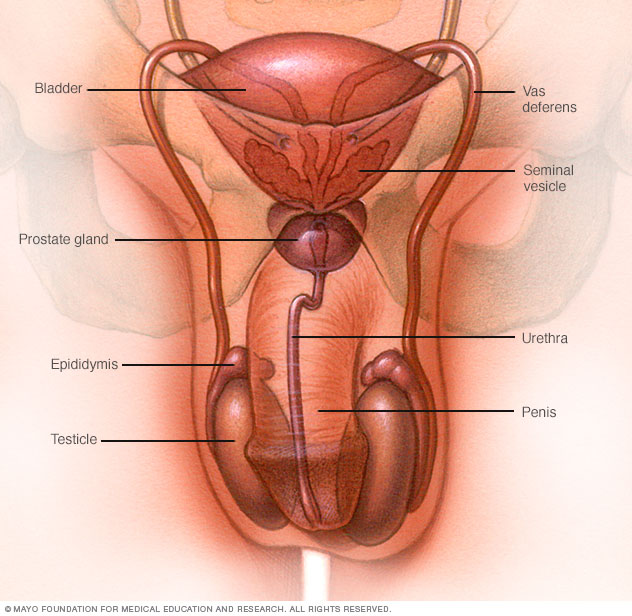 Bladder
Vas
deferens
Seminal
vesicle
Prostate gland
Urethra
Epididymis
Penis
Testicle
© MAYO FOUNDATION FOR MEDICAL EDUCATION AND RESEARCH. ALL RIGHTS RESERVED.